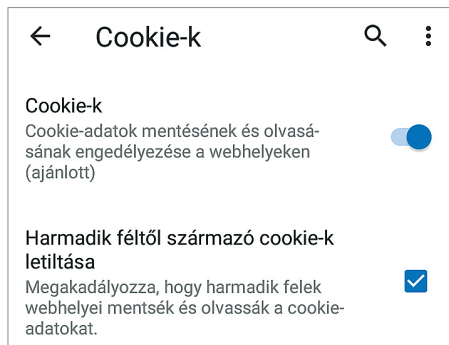 Cookie-k
Cookie-k
Cookie-adatok mentésének és olvasá-
sának engedélyezése a webhelyeken
(ajánlott)
Harmadik féltől származó cookie-k
letiltása
Megakadályozza, hogy harmadik felek
webhelyei mentsék és olvassák a cookie-
adatokat.